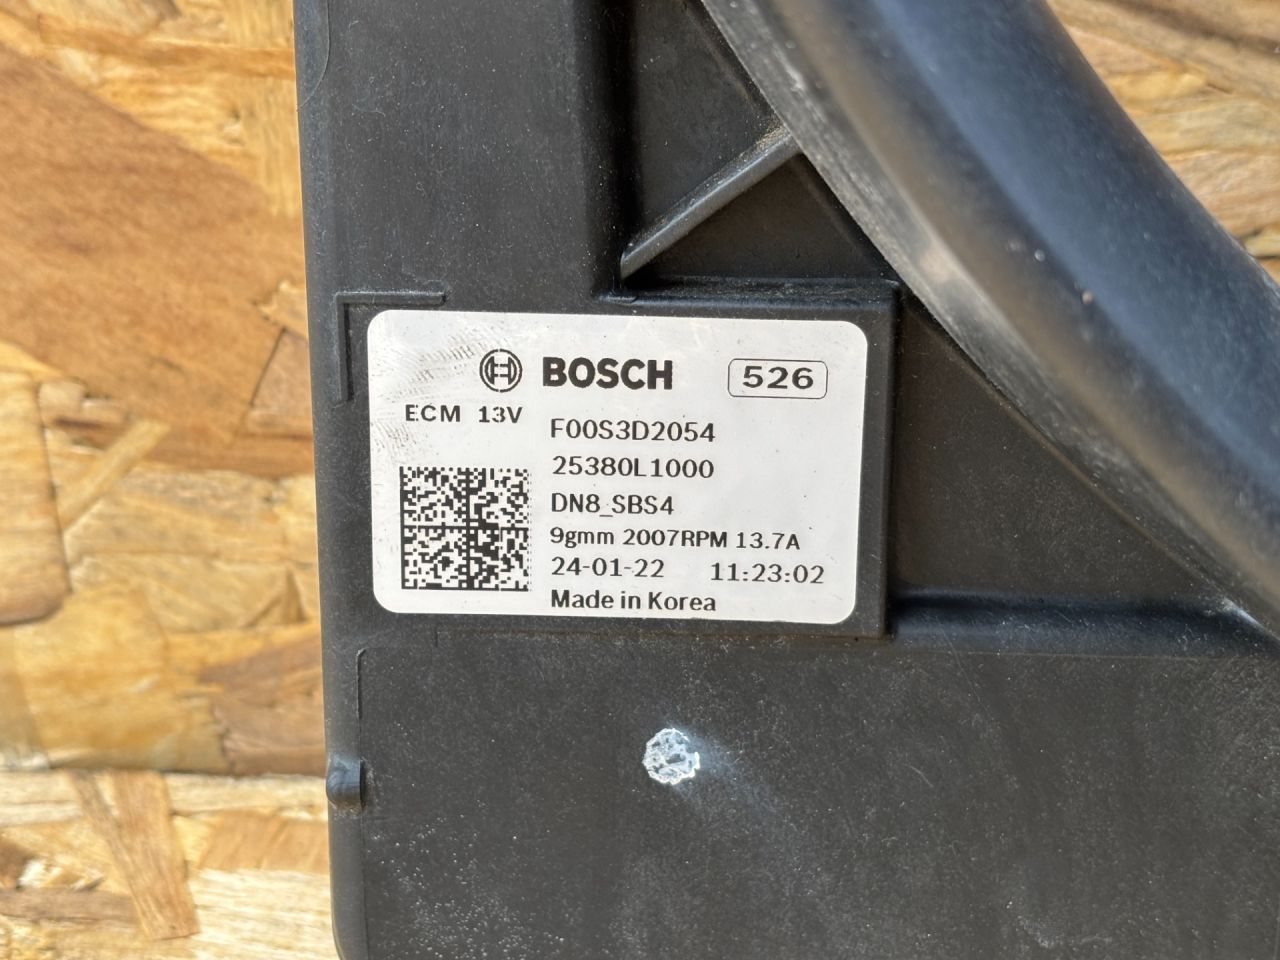 BOSCH 526
ECM 13V
F00S3D2054
25380L1000
DN8_SBS4
9gmm 2007RPM 13.7A
24-01-22 11:23:02
Made in Korea